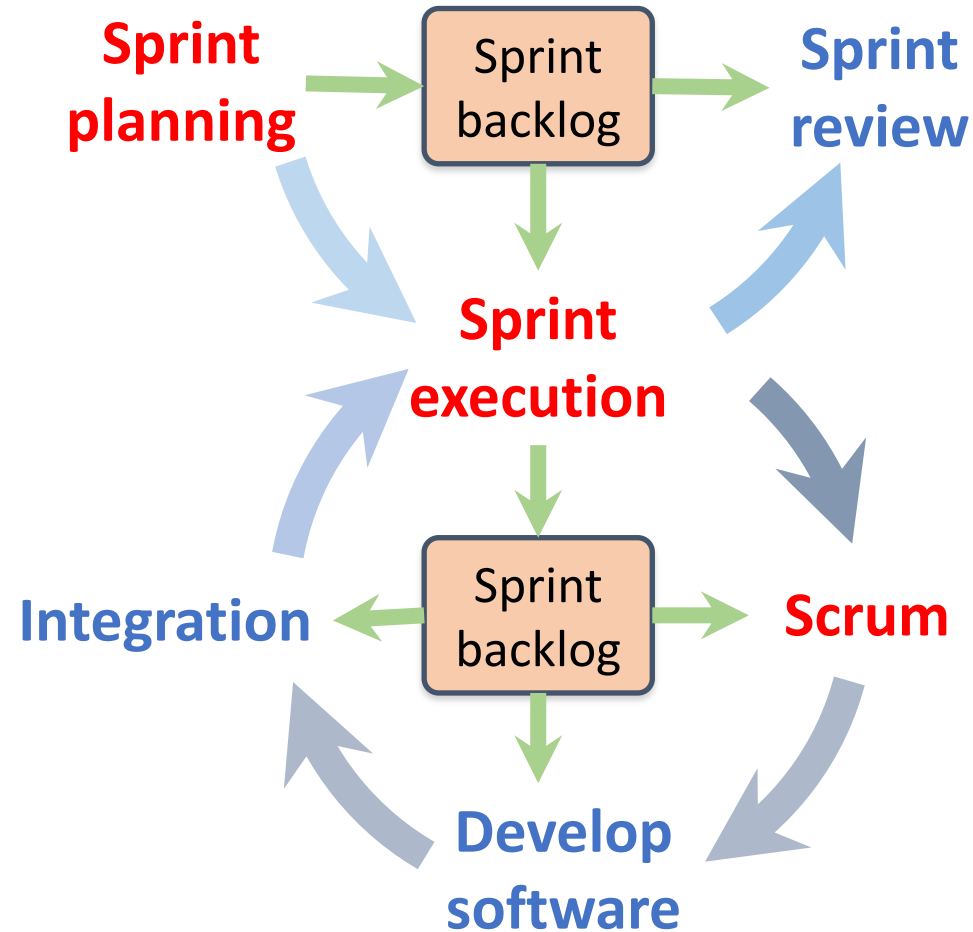 Sprint
planning
Sprint
backlog
Sprint
review
Sprint
execution
Integration
Sprint
backlog
Scrum
Develop
software